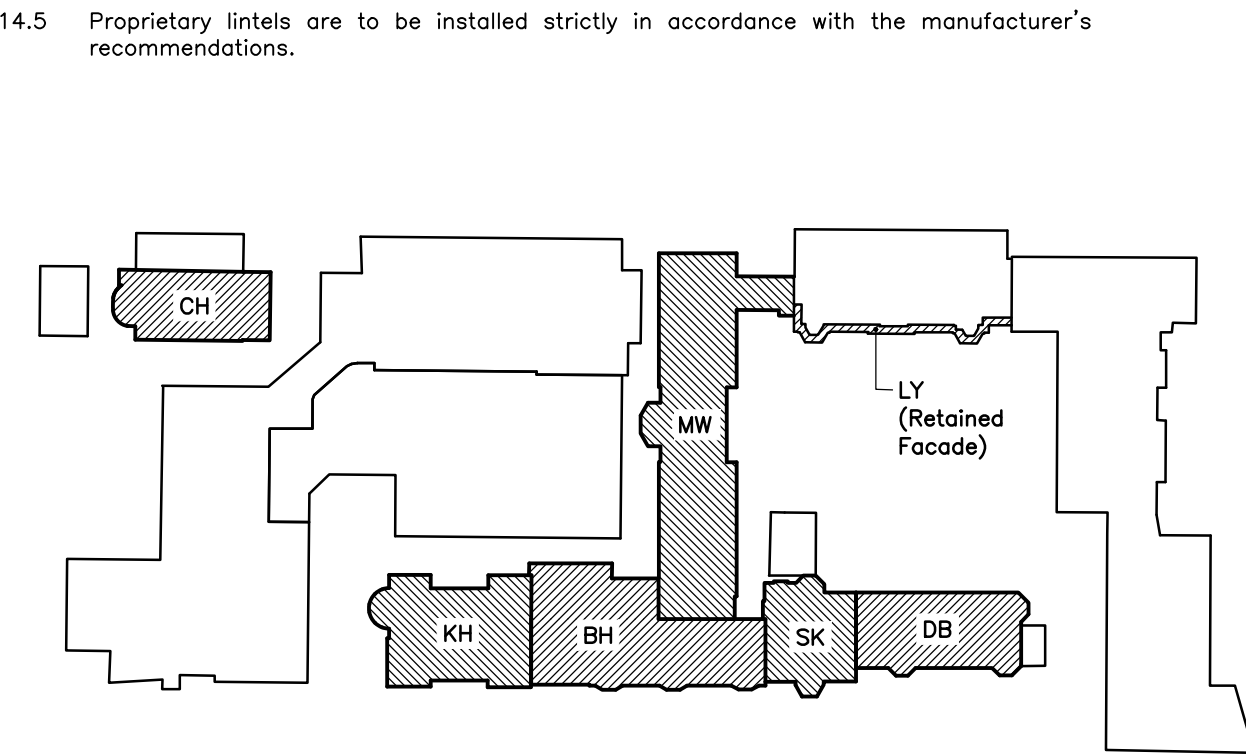 14.5 Proprietary lintels are to be installed strictly in accordance with the manufacturer's
recommendations.
CH
LY
(Retained
Facade)
MW
KH
BH
SK
DB